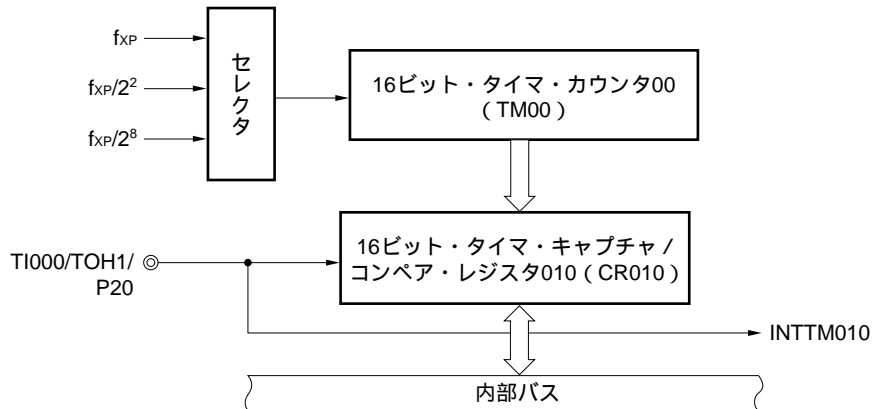 fXP
fXP/2²
fXP/2⁸
セレクタ
16ビット・タイマ・カウンタ00
（TM00）
16ビット・タイマ・キャプチャ／
コンペア・レジスタ010（CR010）
TI000/TOH1/
P20
INTTM010
内部バス